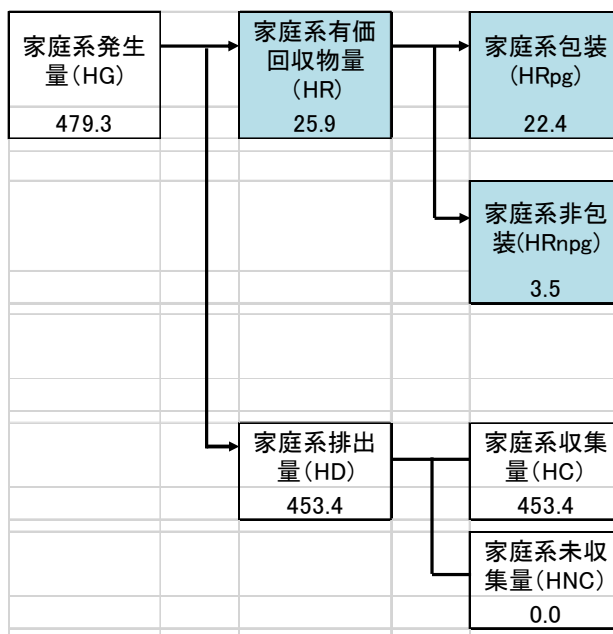 家庭系発生
量(HG)
479.3
家庭系有価
回収物量
(HR)
25.9
家庭系包装
(HRpg)
22.4
家庭系非包
装(HRnpg)
3.5
家庭系排出
量(HD)
453.4
家庭系収集
量(HC)
453.4
家庭系未収
集量(HNC)
0.0